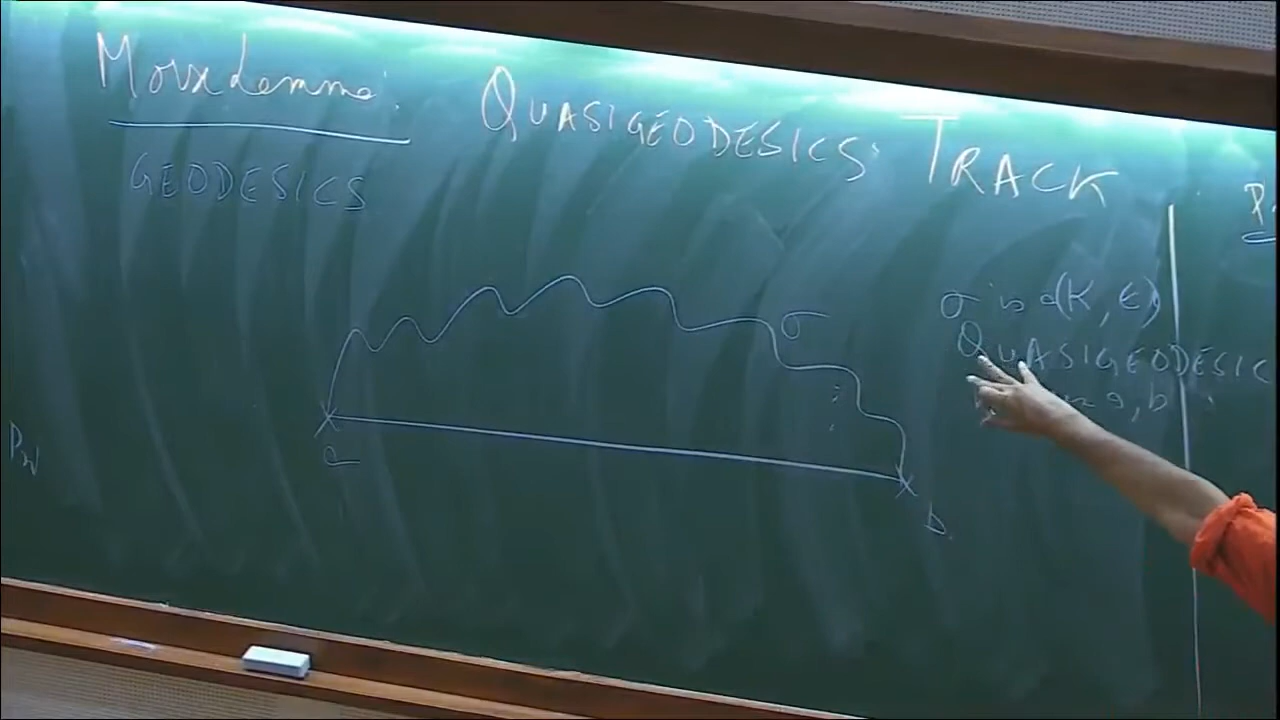 Morse Lemma: QUASIGEODESICS TRACK
GEODESICS
σ is a (K, ϵ)
QUASIGEODESIC
a, b
σ
a
b